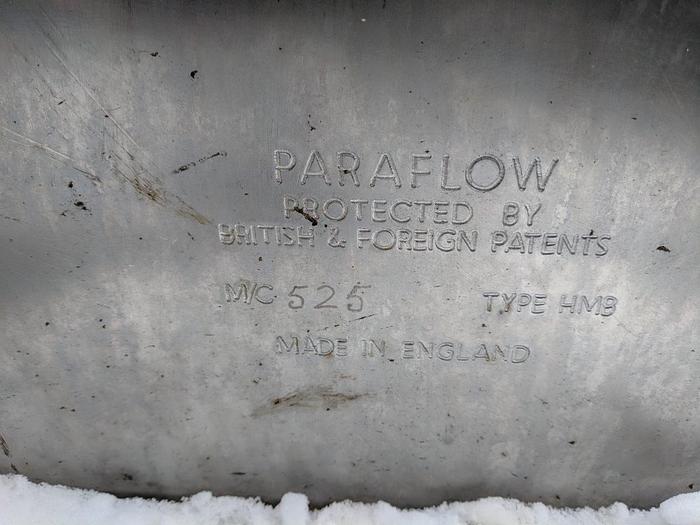 PARAFLOW
PROTECTED BY
BRITISH & FOREIGN PATENTS
M/C 525 TYPE HMB
MADE IN ENGLAND